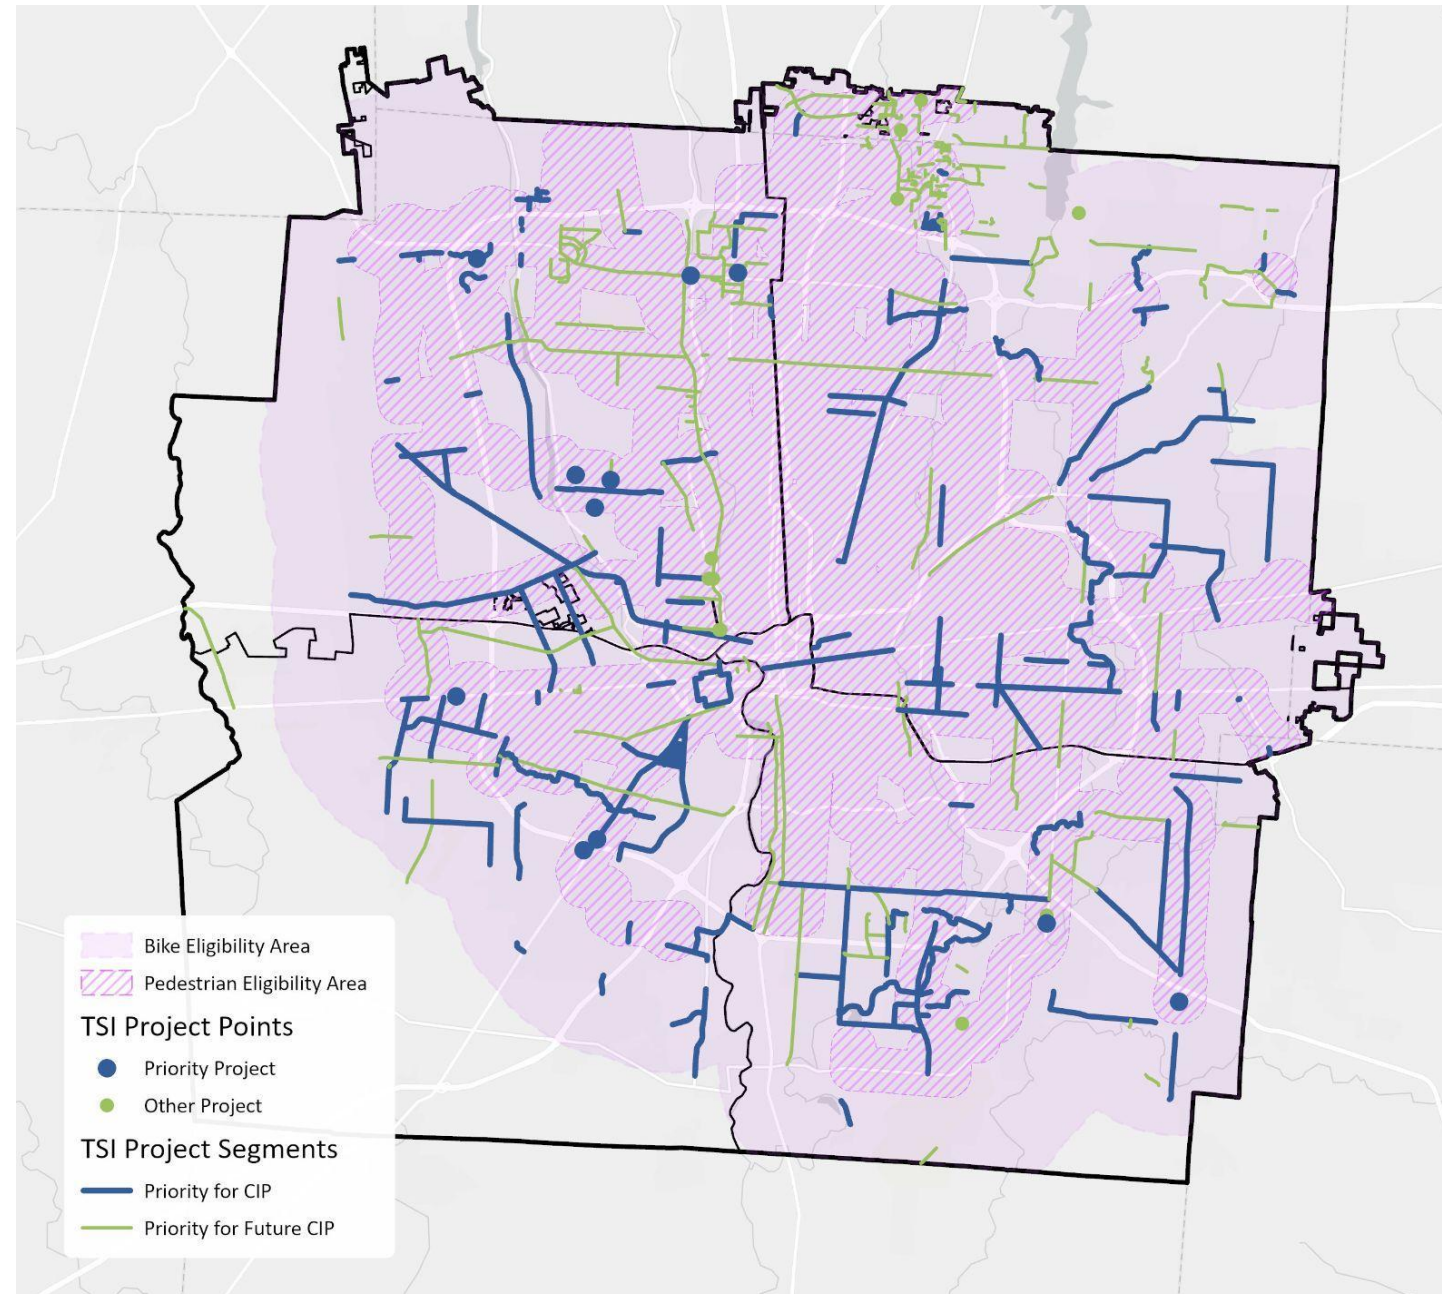 Bike Eligibility Area
Pedestrian Eligibility Area
TSI Project Points
Priority Project
Other Project
TSI Project Segments
Priority for CIP
Priority for Future CIP